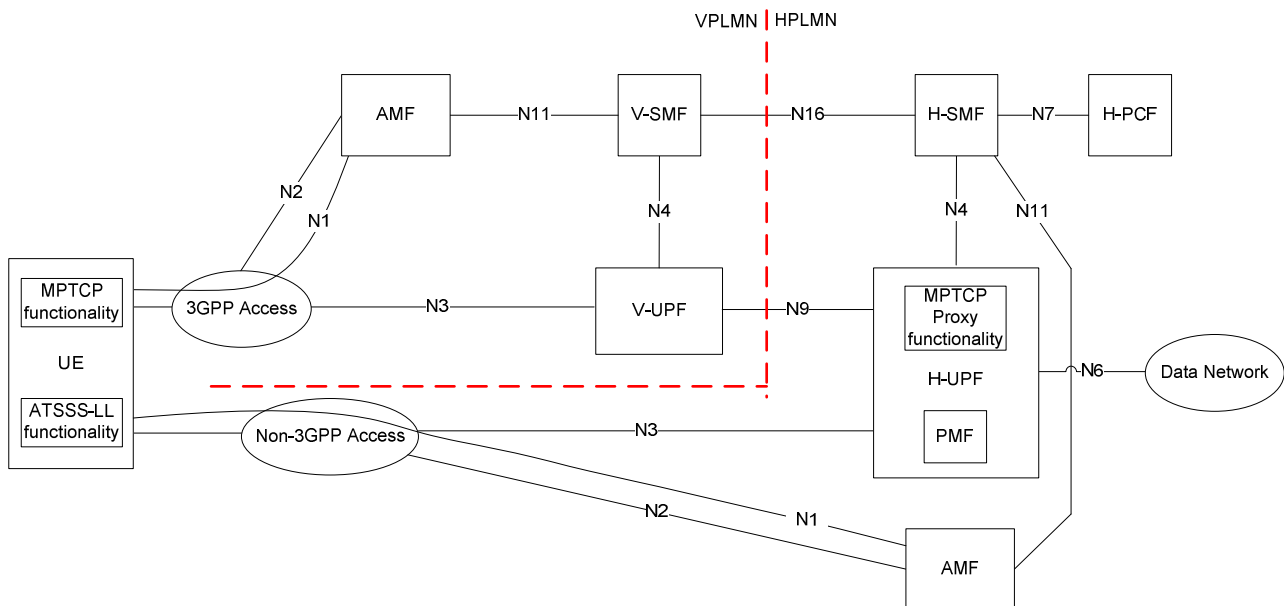 VPLMN
HPLMN
AMF
N11
V-SMF
N16
H-SMF
N7
H-PCF
N2
N1
N4
N4
N11
MPTCP
functionality
3GPP Access
N3
V-UPF
N9
MPTCP
Proxy
functionality
UE
H-UPF
N6
Data Network
ATSSS-LL
functionality
Non-3GPP Access
N3
PMF
N2
N1
AMF